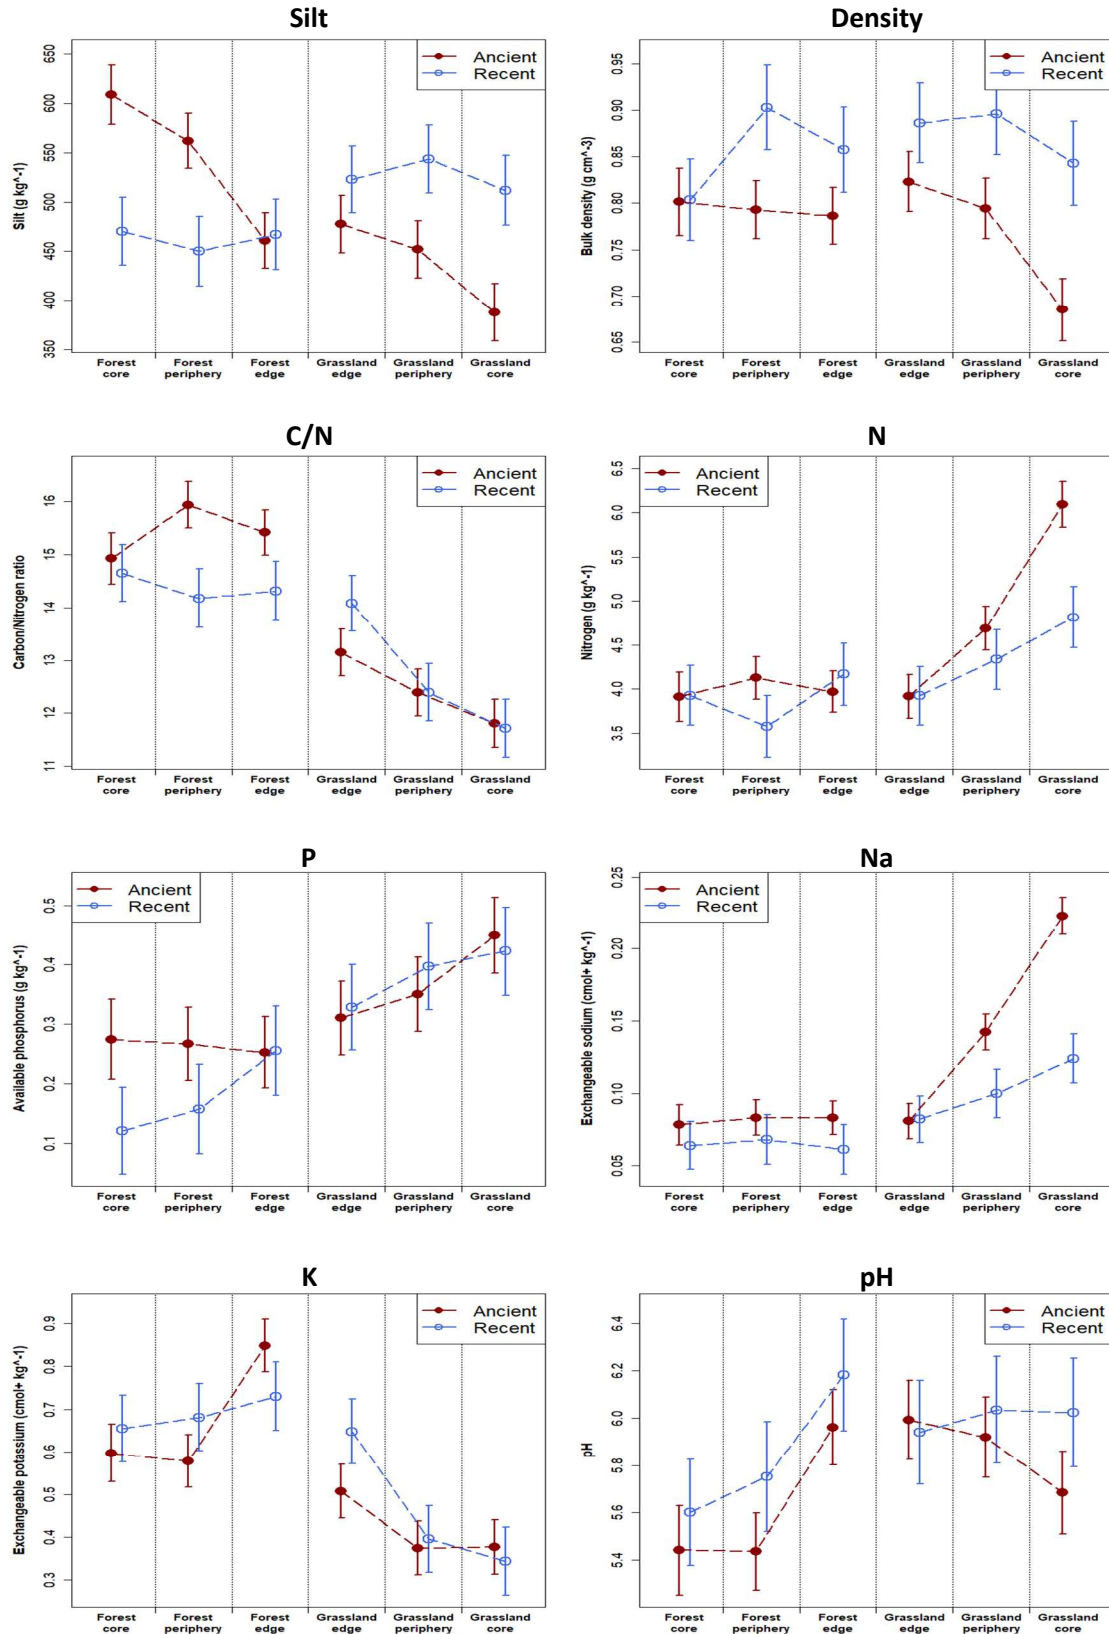 Silt
Silt (g kg^-1)
650
600
550
500
450
400
350
Ancient
Recent
Forest core
Forest periphery
Forest edge
Grassland edge
Grassland periphery
Grassland core
Density
Bulk density (g cm^-3)
0.95
0.90
0.85
0.80
0.75
0.70
0.65
Ancient
Recent
Forest core
Forest periphery
Forest edge
Grassland edge
Grassland periphery
Grassland core
C/N
Carbon/Nitrogen ratio
16
15
14
13
12
11
Ancient
Recent
Forest core
Forest periphery
Forest edge
Grassland edge
Grassland periphery
Grassland core
N
Nitrogen (g kg^-1)
6.5
6.0
5.5
5.0
4.5
4.0
3.5
Ancient
Recent
Forest core
Forest periphery
Forest edge
Grassland edge
Grassland periphery
Grassland core
P
Available phosphorus (g kg^-1)
0.5
0.4
0.3
0.2
0.1
Ancient
Recent
Forest core
Forest periphery
Forest edge
Grassland edge
Grassland periphery
Grassland core
Na
Exchangeable sodium (cmol+ kg^-1)
0.25
0.20
0.15
0.10
0.05
Ancient
Recent
Forest core
Forest periphery
Forest edge
Grassland edge
Grassland periphery
Grassland core
K
Exchangeable potassium (cmol+ kg^-1)
0.9
0.8
0.7
0.6
0.5
0.4
0.3
Ancient
Recent
Forest core
Forest periphery
Forest edge
Grassland edge
Grassland periphery
Grassland core
pH
pH
6.4
6.2
6.0
5.8
5.6
5.4
Ancient
Recent
Forest core
Forest periphery
Forest edge
Grassland edge
Grassland periphery
Grassland core